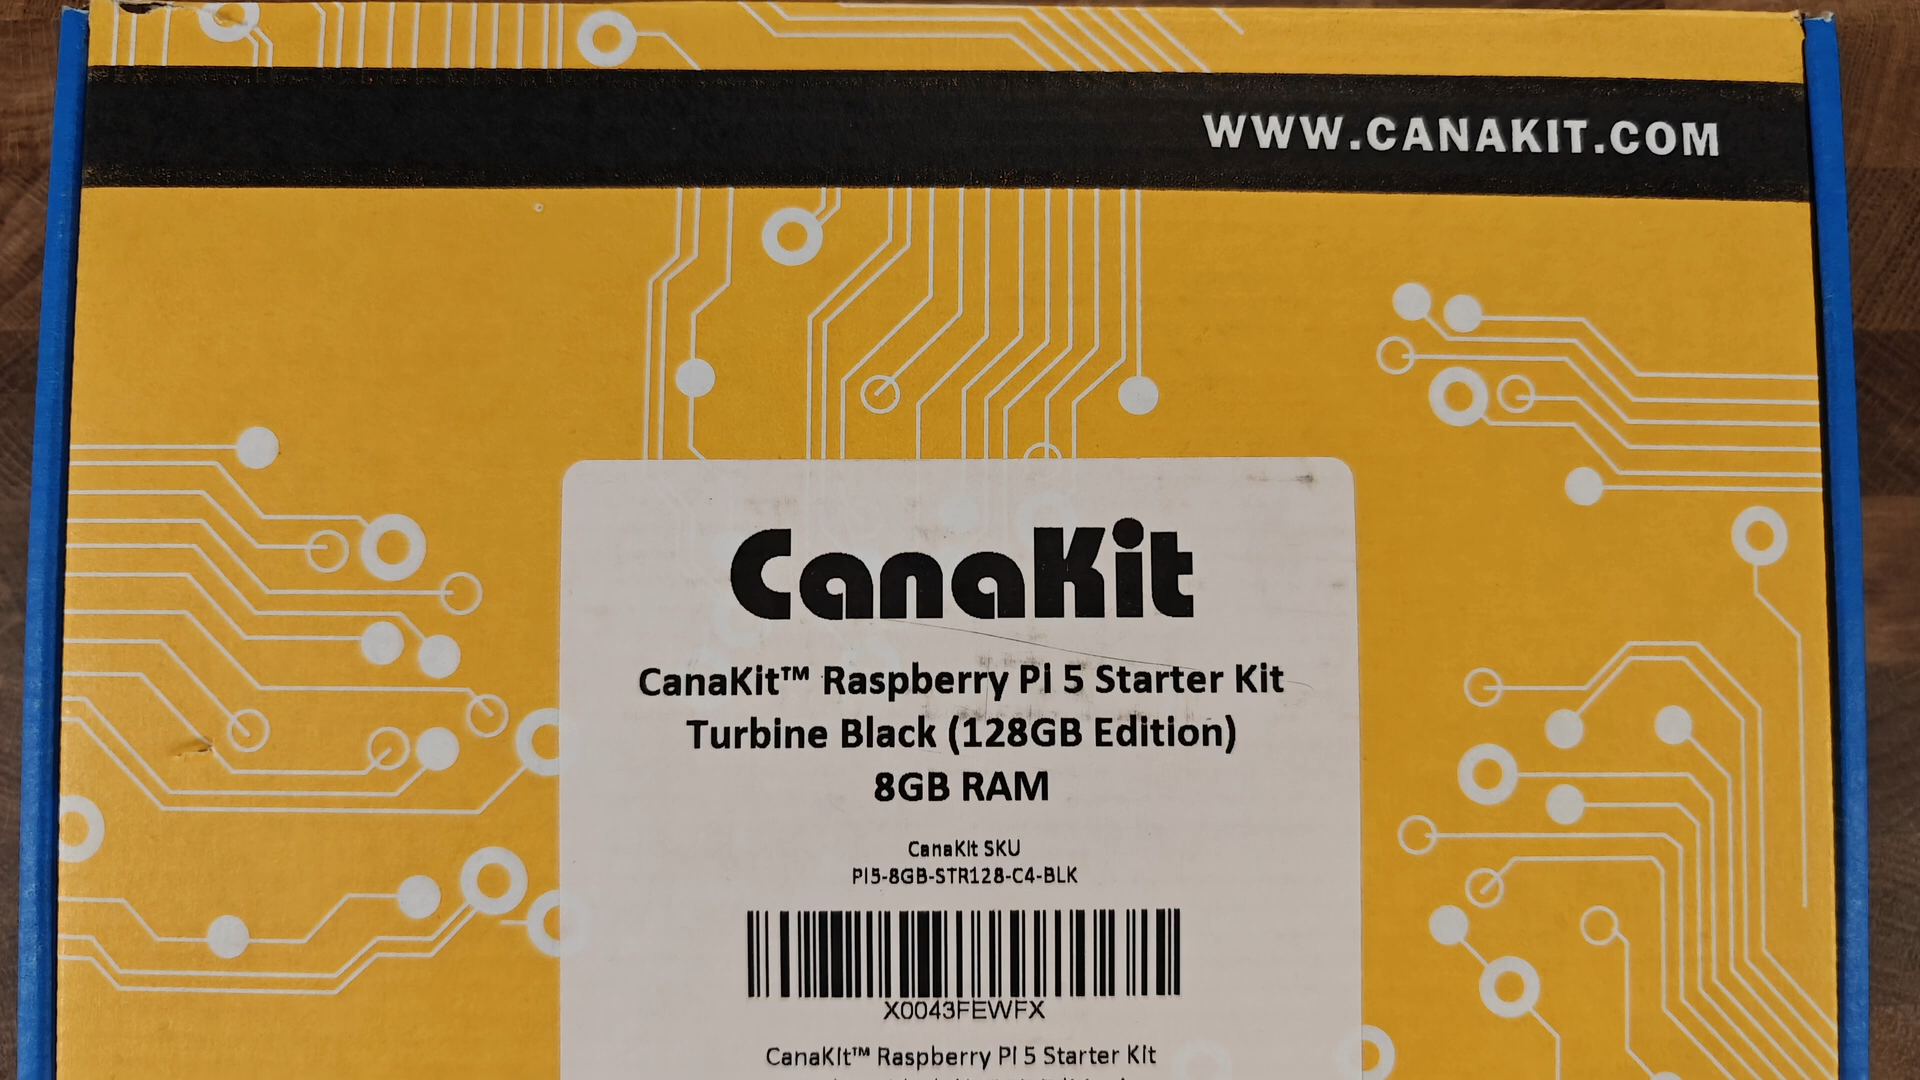 WWW.CANAKIT.COM
CanaKit
CanaKit™ Raspberry Pi 5 Starter Kit
Turbine Black (128GB Edition)
8GB RAM
CanaKit SKU
PI5-8GB-STR128-C4-BLK
X0043FEWFX
CanaKit™ Raspberry Pi 5 Starter Kit